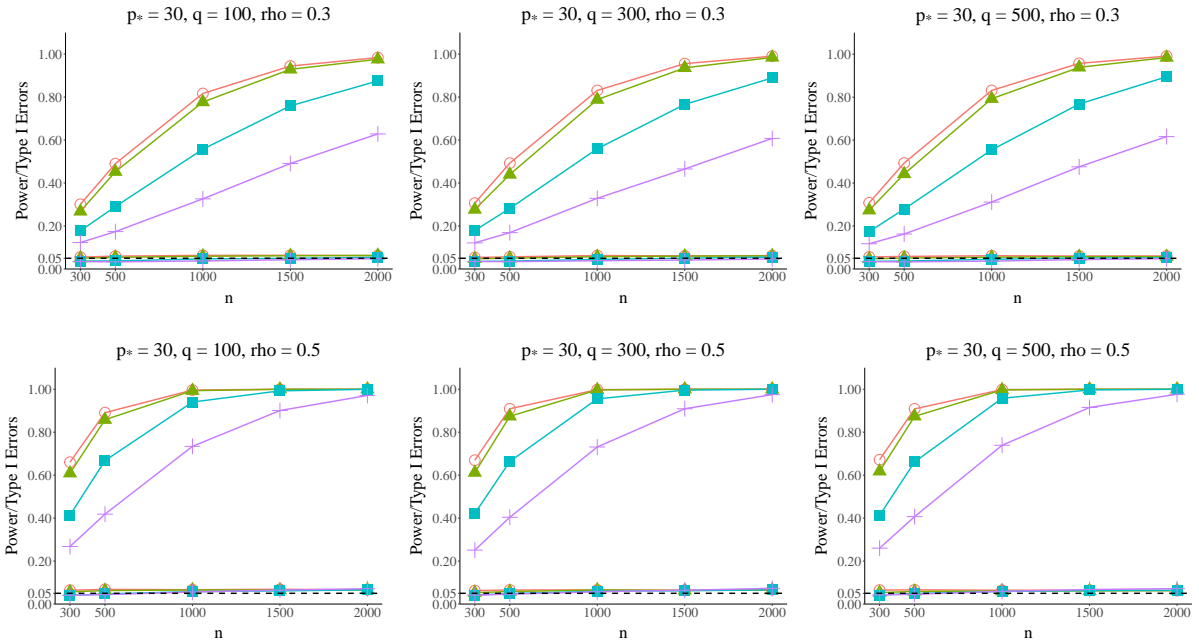 p* = 30, q = 100, rho = 0.3
Power/Type I Errors
1.00
0.80
0.60
0.40
0.20
0.05
0.00
300 500 1000 1500 2000
n
p* = 30, q = 300, rho = 0.3
Power/Type I Errors
1.00
0.80
0.60
0.40
0.20
0.05
0.00
300 500 1000 1500 2000
n
p* = 30, q = 500, rho = 0.3
Power/Type I Errors
1.00
0.80
0.60
0.40
0.20
0.05
0.00
300 500 1000 1500 2000
n
p* = 30, q = 100, rho = 0.5
Power/Type I Errors
1.00
0.80
0.60
0.40
0.20
0.05
0.00
300 500 1000 1500 2000
n
p* = 30, q = 300, rho = 0.5
Power/Type I Errors
1.00
0.80
0.60
0.40
0.20
0.05
0.00
300 500 1000 1500 2000
n
p* = 30, q = 500, rho = 0.5
Power/Type I Errors
1.00
0.80
0.60
0.40
0.20
0.05
0.00
300 500 1000 1500 2000
n